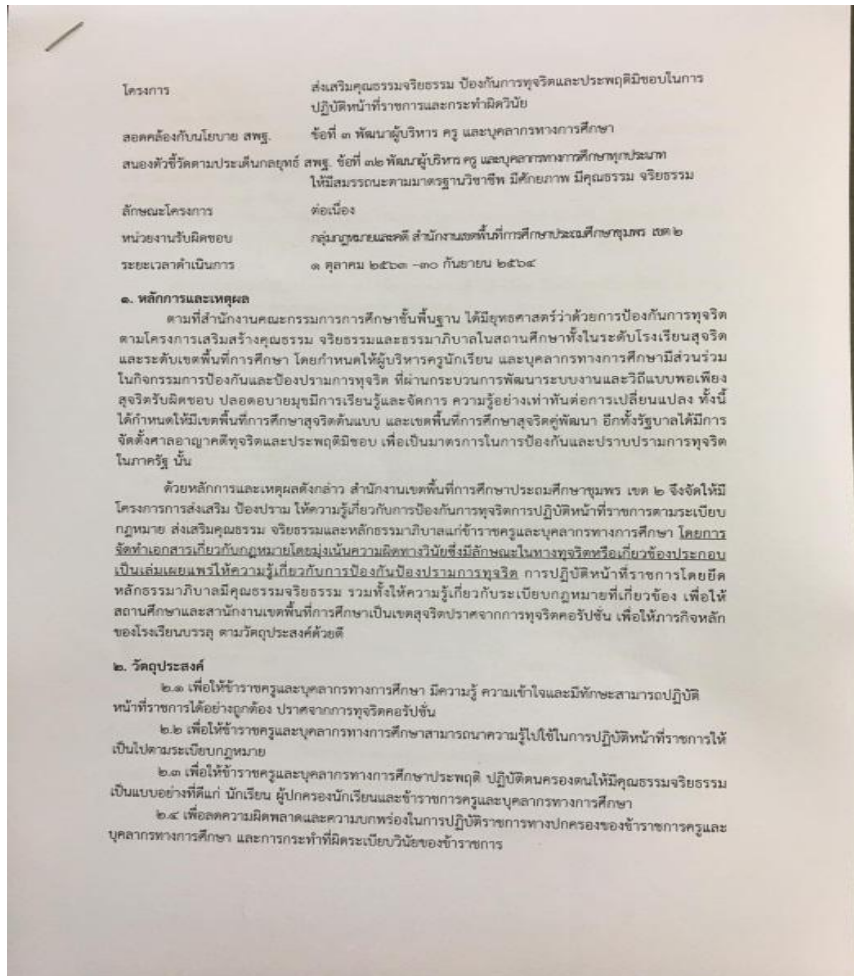 โครงการ ส่งเสริมคุณธรรมจริยธรรม ป้องกันการทุจริตและประพฤติมิชอบในการ
ปฏิบัติหน้าที่ราชการและกระทำผิดวินัย
สอดคล้องกับนโยบาย สพฐ. ข้อที่ ๓ พัฒนาผู้บริหาร ครู และบุคลากรทางการศึกษา
สนองตัวชี้วัดตามประเด็นกลยุทธ์ สพฐ. ข้อที่ ๓๒ พัฒนาผู้บริหาร ครู และบุคลากรทางการศึกษาทุกประเภท
ให้มีสมรรถนะตามมาตรฐานวิชาชีพ มีศักยภาพ มีคุณธรรม จริยธรรม
ลักษณะโครงการ ต่อเนื่อง
หน่วยงานรับผิดชอบ กลุ่มกฎหมายและคดี สำนักงานเขตพื้นที่การศึกษาประถมศึกษาชุมพร เขต ๒
ระยะเวลาดำเนินการ ๑ ตุลาคม ๒๕๖๓ –๓๐ กันยายน ๒๕๖๔
๑. หลักการและเหตุผล
ตามที่สำนักงานคณะกรรมการการศึกษาขั้นพื้นฐาน ได้มียุทธศาสตร์ว่าด้วยการป้องกันการทุจริต
ตามโครงการเสริมสร้างคุณธรรม จริยธรรมและธรรมาภิบาลในสถานศึกษาทั้งในระดับโรงเรียนสุจริต
และระดับเขตพื้นที่การศึกษา โดยกำหนดให้ผู้บริหารครูนักเรียน และบุคลากรทางการศึกษามีส่วนร่วม
ในกิจกรรมการป้องกันและป้องปรามการทุจริต ที่ผ่านกระบวนการพัฒนาระบบงานและวิถีแบบพอเพียง
สุจริตรับผิดชอบ ปลอดอบายมุขมีการเรียนรู้และจัดการ ความรู้อย่างเท่าทันต่อการเปลี่ยนแปลง ทั้งนี้
ได้กำหนดให้มีเขตพื้นที่การศึกษาสุจริตต้นแบบ และเขตพื้นที่การศึกษาสุจริตคู่พัฒนา อีกทั้งรัฐบาลได้มีการ
จัดตั้งศาลอาญาคดีทุจริตและประพฤติมิชอบ เพื่อเป็นมาตรการในการป้องกันและปราบปรามการทุจริต
ในภาครัฐ นั้น
ด้วยหลักการและเหตุผลดังกล่าว สำนักงานเขตพื้นที่การศึกษาประถมศึกษาชุมพร เขต ๒ จึงจัดให้มี
โครงการการส่งเสริม ป้องปราม ให้ความรู้เกี่ยวกับการป้องกันการทุจริตการปฏิบัติหน้าที่ราชการตามระเบียบ
กฎหมาย ส่งเสริมคุณธรรม จริยธรรมและหลักธรรมาภิบาลแก่ข้าราชครูและบุคลากรทางการศึกษา โดยการ
จัดทำเอกสารเกี่ยวกับกฎหมายโดยมุ่งเน้นความผิดทางวินัยซึ่งมีลักษณะในทางทุจริตหรือเกี่ยวข้องประกอบ
เป็นเล่มเผยแพร่ให้ความรู้เกี่ยวกับการป้องกันป้องปรามการทุจริต การปฏิบัติหน้าที่ราชการโดยยึด
หลักธรรมาภิบาลมีคุณธรรมจริยธรรม รวมทั้งให้ความรู้เกี่ยวกับระเบียบกฎหมายที่เกี่ยวข้อง เพื่อให้
สถานศึกษาและสานักงานเขตพื้นที่การศึกษาเป็นเขตสุจริตปราศจากการทุจริตคอรัปชั่น เพื่อให้ภารกิจหลัก
ของโรงเรียนบรรลุ ตามวัตถุประสงค์ด้วยดี
๒. วัตถุประสงค์
๒.๑ เพื่อให้ข้าราชครูและบุคลากรทางการศึกษา มีความรู้ ความเข้าใจและมีทักษะสามารถปฏิบัติ
หน้าที่ราชการได้อย่างถูกต้อง ปราศจากการทุจริตคอรัปชั่น
๒.๒ เพื่อให้ข้าราชครูและบุคลากรทางการศึกษาสามารถนาความรู้ไปใช้ในการปฏิบัติหน้าที่ราชการให้
เป็นไปตามระเบียบกฎหมาย
๒.๓ เพื่อให้ข้าราชครูและบุคลากรทางการศึกษาประพฤติ ปฏิบัติตนครองตนให้มีคุณธรรมจริยธรรม
เป็นแบบอย่างที่ดีแก่ นักเรียน ผู้ปกครองนักเรียนและข้าราชการครูและบุคลากรทางการศึกษา
๒.๔ เพื่อลดความผิดพลาดและความบกพร่องในการปฏิบัติราชการทางปกครองของข้าราชการครูและ
บุคลากรทางการศึกษา และการกระทำที่ผิดระเบียบวินัยของข้าราชการ